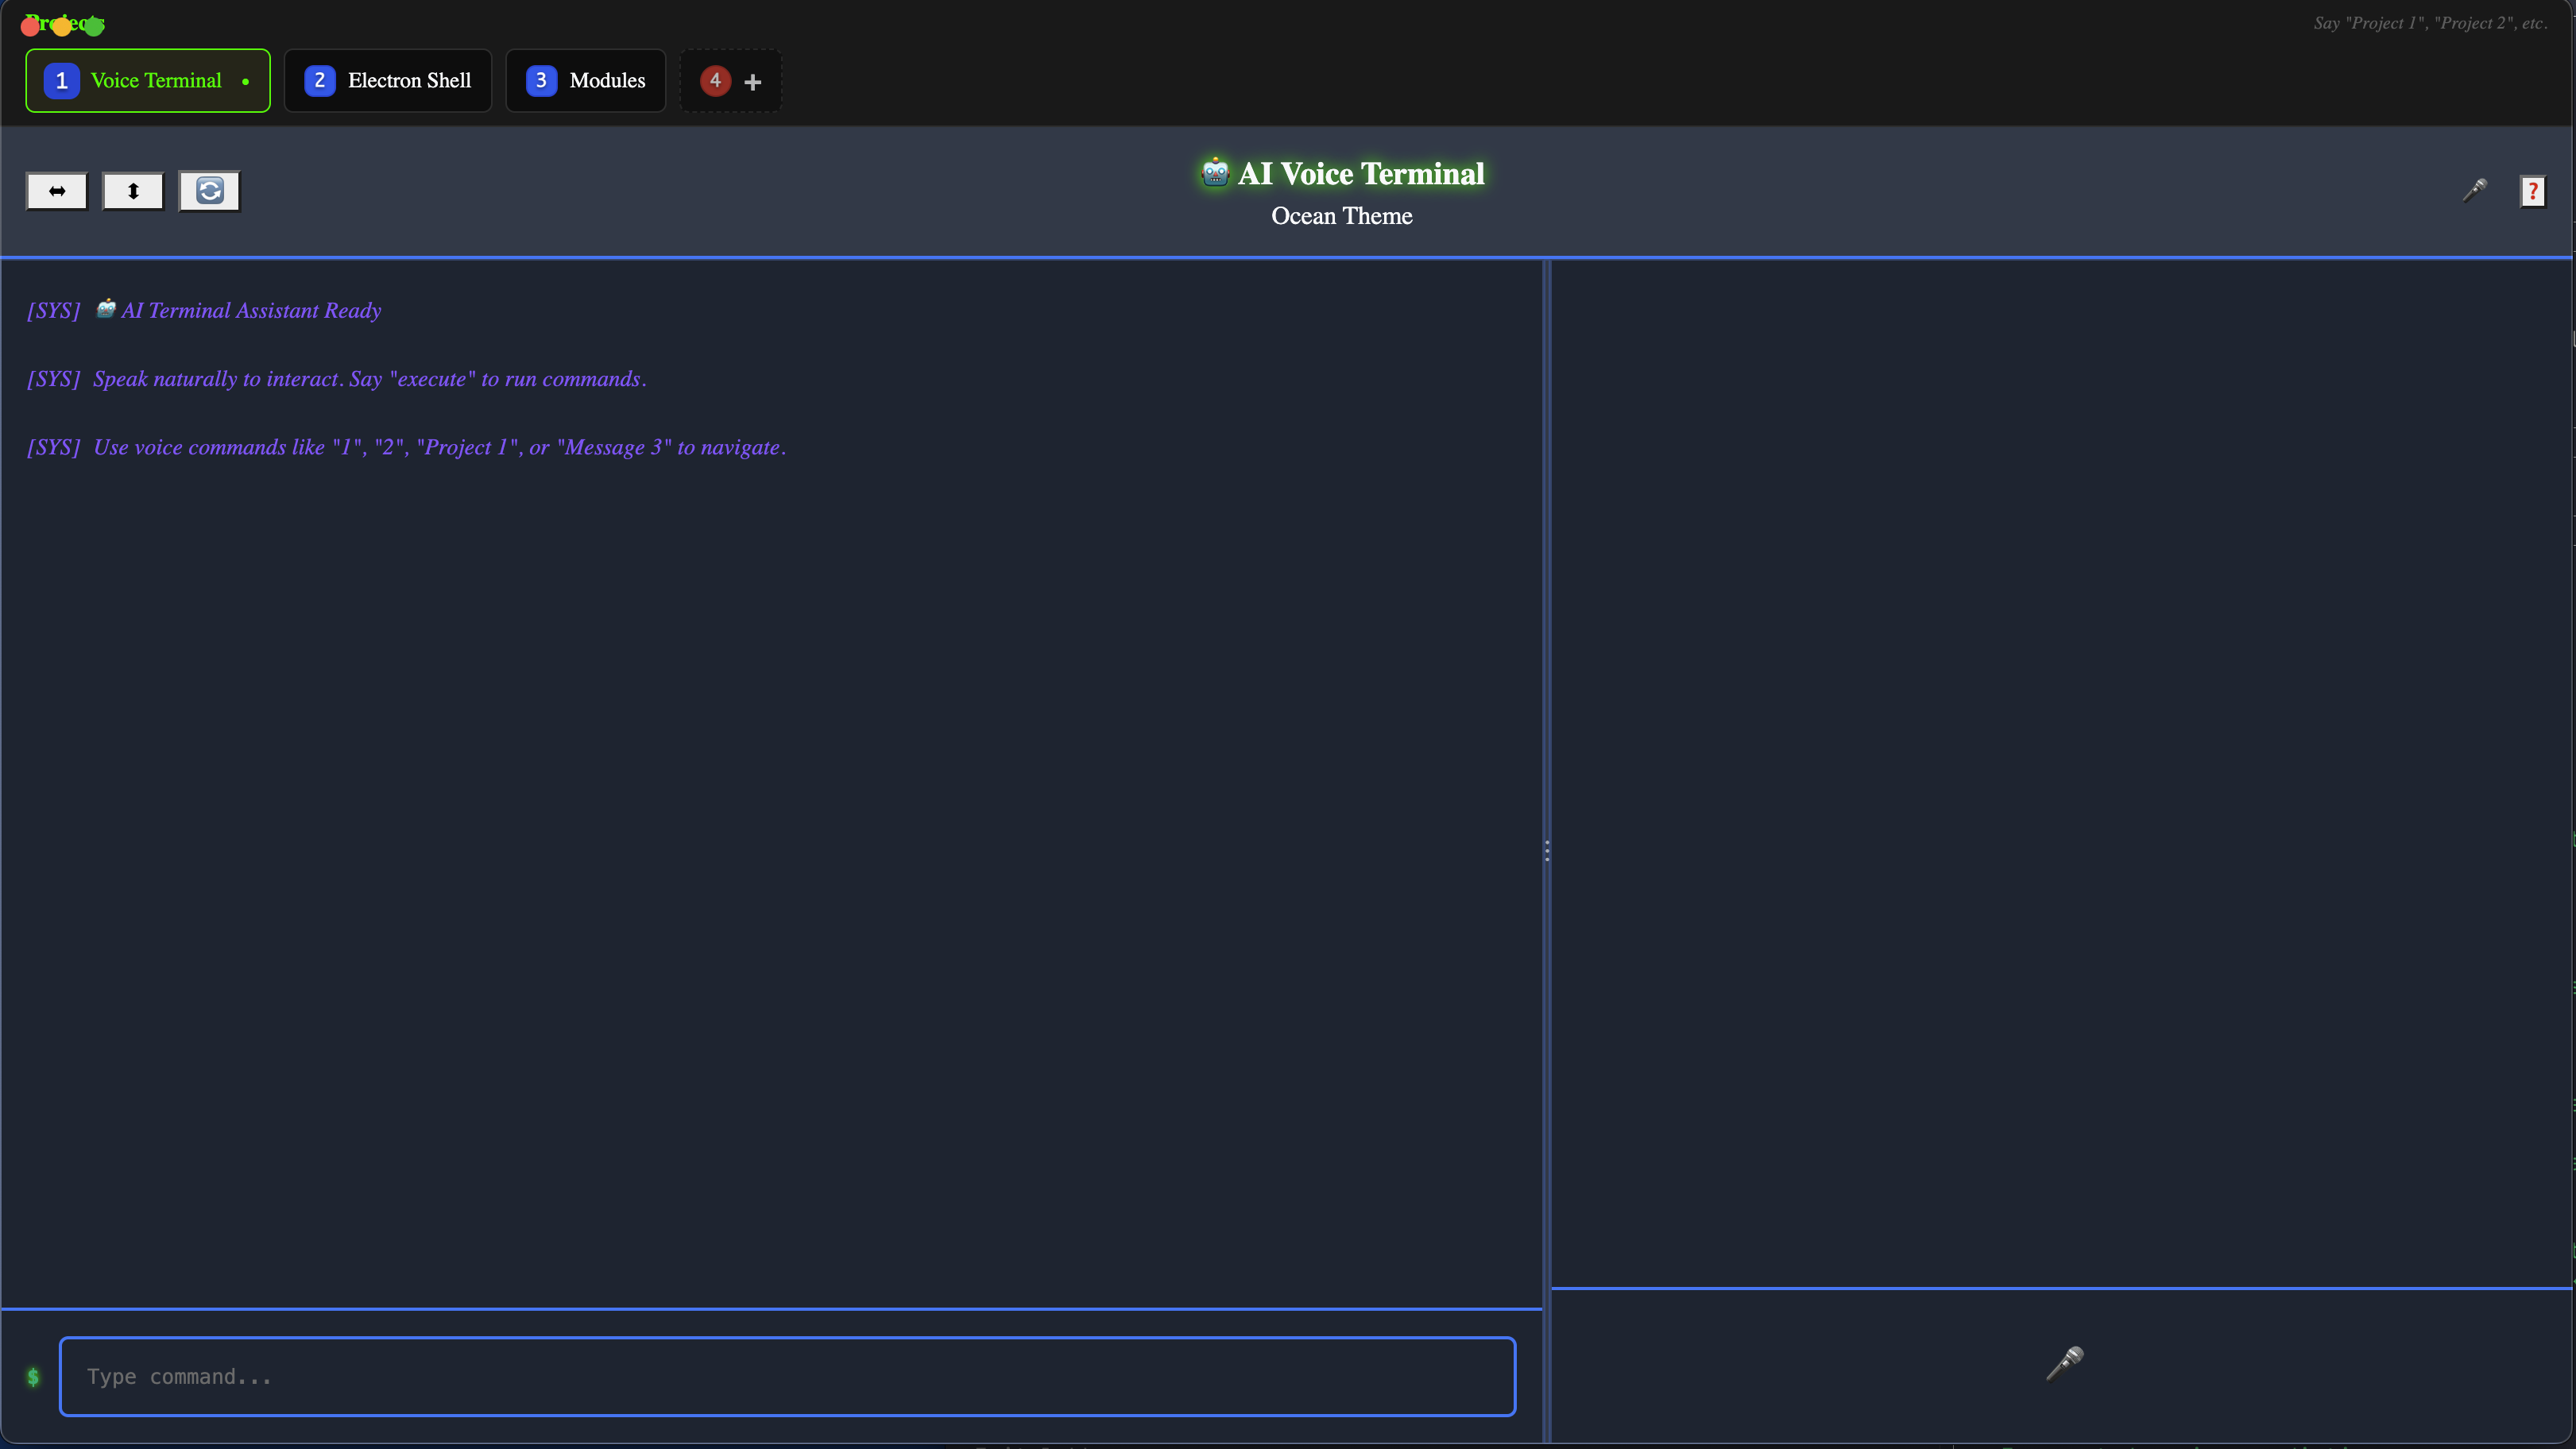 Projects
Say "Project 1", "Project 2", etc.
1 Voice Terminal •
2 Electron Shell
3 Modules
4 +
🤖 AI Voice Terminal
Ocean Theme
?
[SYS] 🤖 AI Terminal Assistant Ready
[SYS] Speak naturally to interact. Say "execute" to run commands.
[SYS] Use voice commands like "1", "2", "Project 1", or "Message 3" to navigate.
$ Type command...